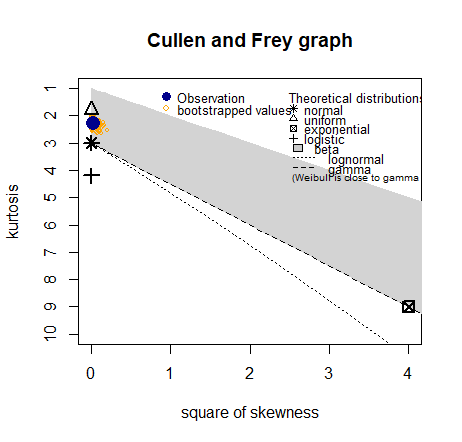 Cullen and Frey graph
Observation
bootstrapped values
Theoretical distributions
normal
uniform
exponential
logistic
beta
lognormal
gamma
(Weibull is close to gamma
kurtosis
1
2
3
4
5
6
7
8
9
10
0
1
2
3
4
square of skewness